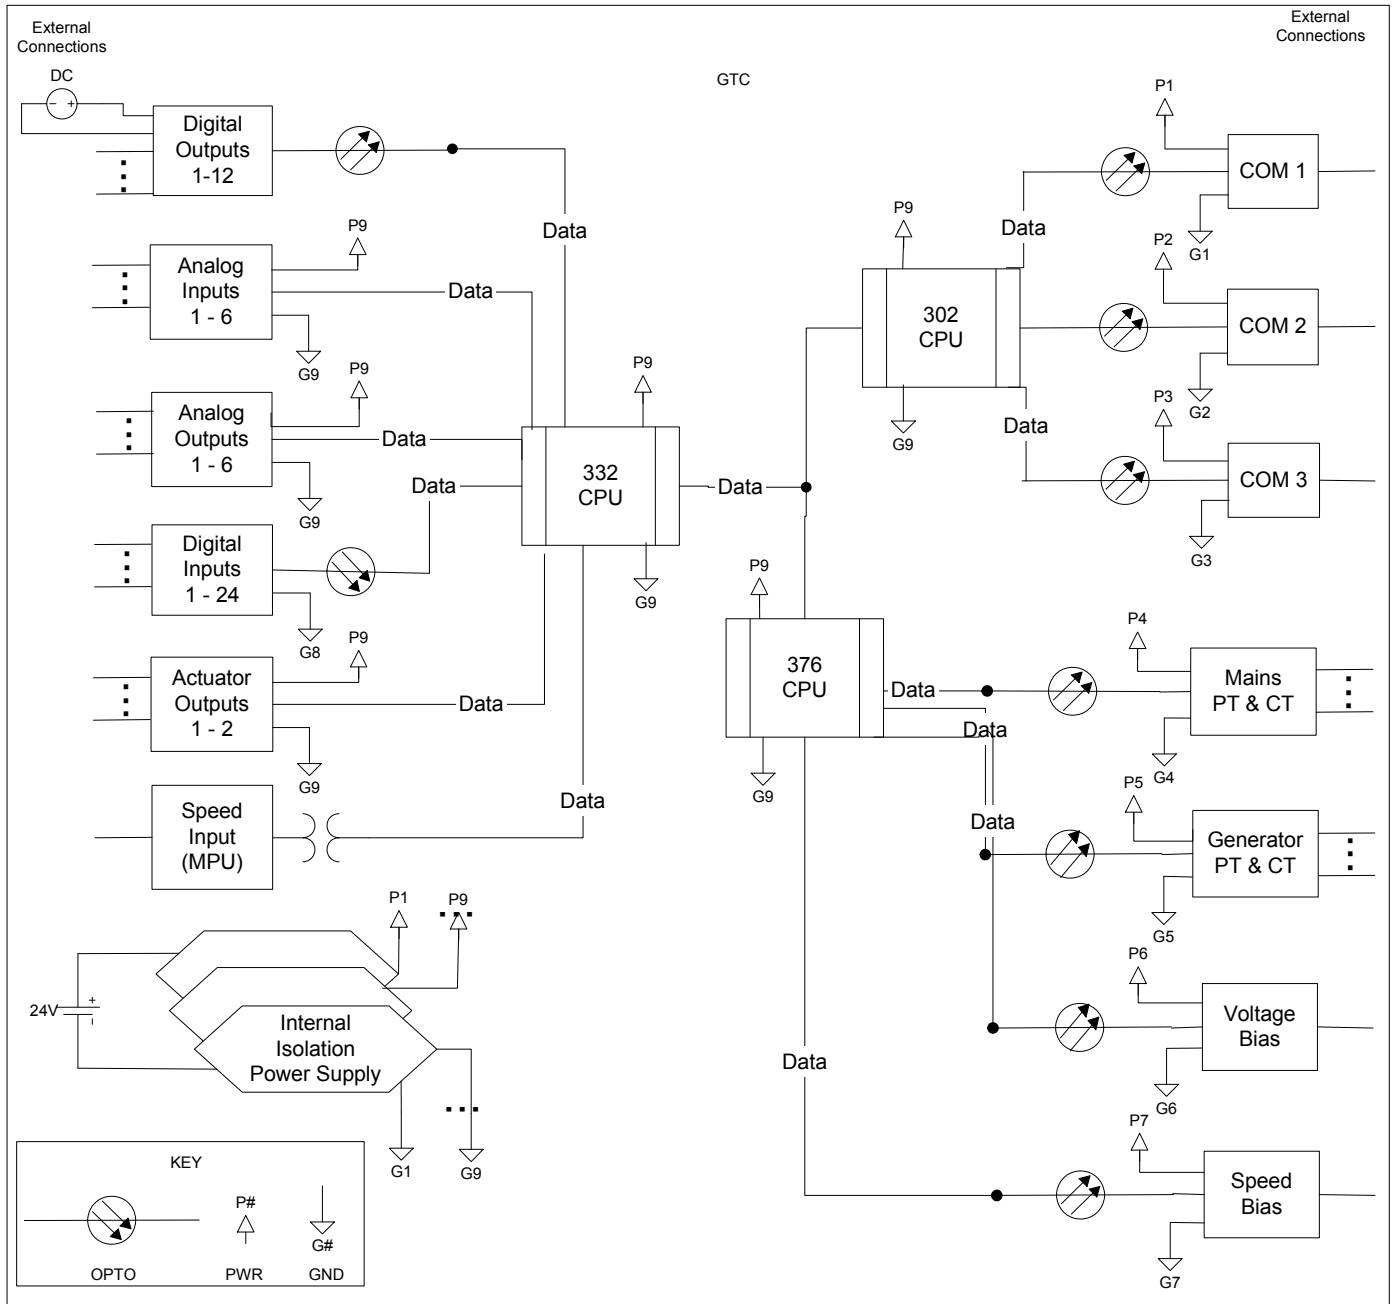 External
Connections
External
Connections
GTC
DC
- +
Digital
Outputs
1-12
Data
P9
Analog
Inputs
1 - 6
Data
G9
P9
Analog
Outputs
1 - 6
Data
G9
Data
Digital
Inputs
1 - 24
G8
P9
Actuator
Outputs
1 - 2
Data
G9
Speed
Input
(MPU)
Data
P9
332
CPU
G9
Data
P9
302
CPU
G9
Data
Data
P1
COM 1
G1
P2
COM 2
G2
P3
COM 3
G3
P9
376
CPU
G9
Data
Data
Data
Data
P4
Mains
PT & CT
G4
P5
Generator
PT & CT
G5
P6
Voltage
Bias
G6
P7
Speed
Bias
G7
P1
P9
24V
+
-
Internal
Isolation
Power Supply
G1
G9
KEY
P#
G#
OPTO
PWR
GND